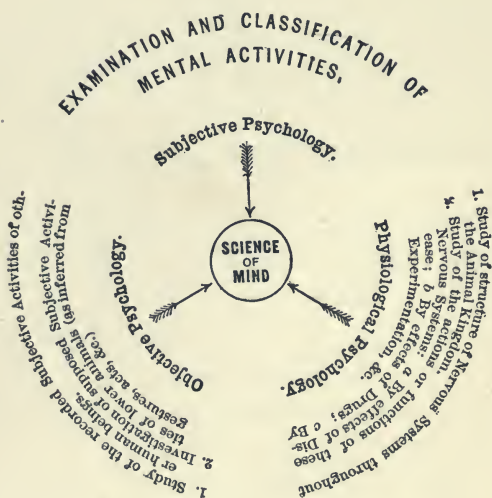 EXAMINATION AND CLASSIFICATION OF
MENTAL ACTIVITIES.
Subjective Psychology.
SCIENCE
OF
MIND
Objective Psychology.
1. Study of the recorded Subjective Activities of oth-
er human beings.
2. Investigation of supposed Subjective Activi-
ties of lower animals (as inferred from
gestures, acts, &c.)
Physiological Psychology.
1. Study of structure of Nervous Systems throughout
the Animal Kingdom.
2. Study of the actions or functions of these
Nervous Systems: a By effects of Dis-
ease; b By effects of Drugs; c By
Experimentation, &c.